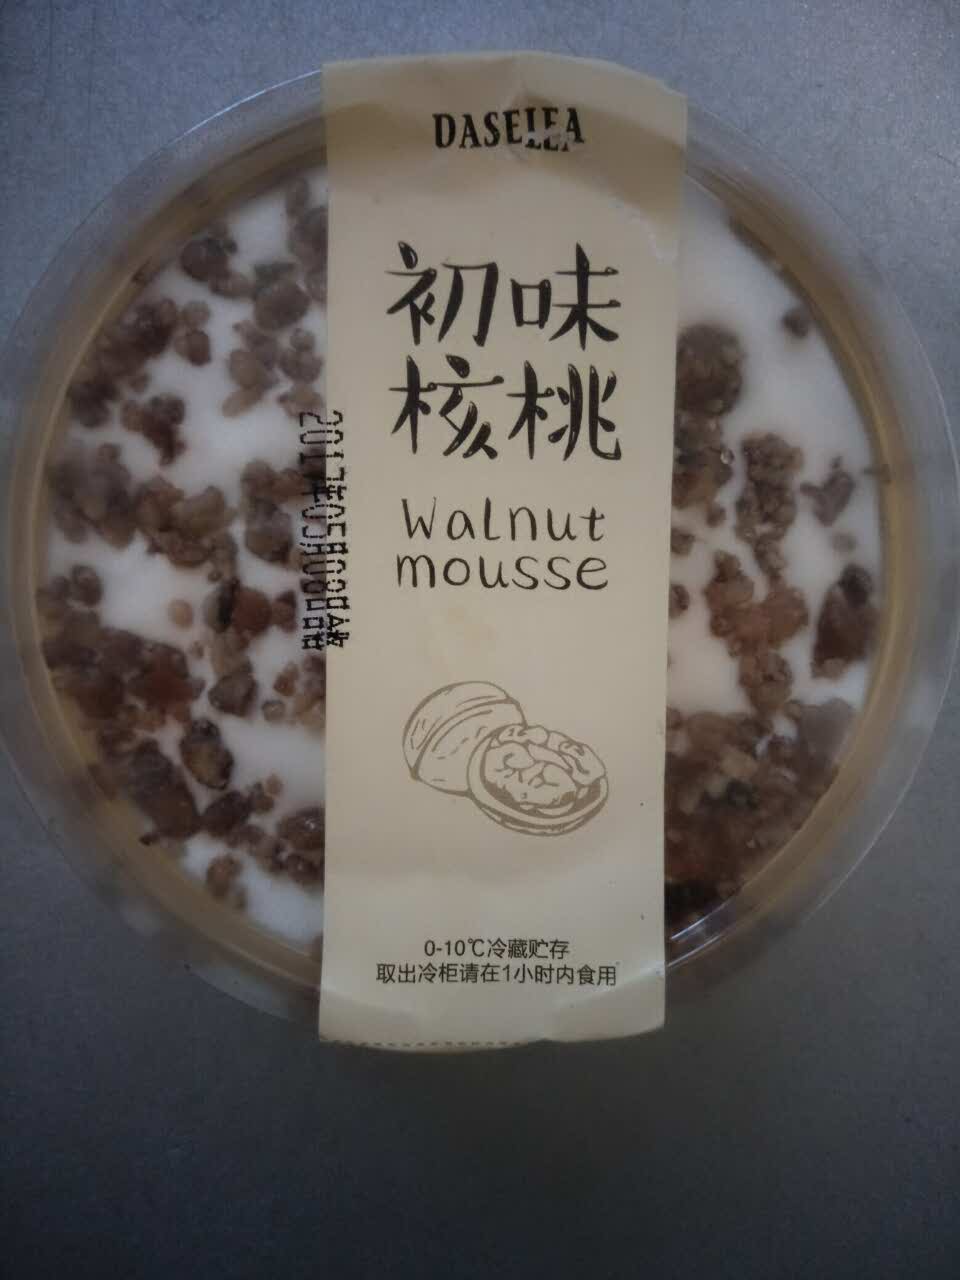 DASELEA
初味
核桃
Walnut
mousse
0-10℃冷藏贮存
取出冷柜请在1小时内食用